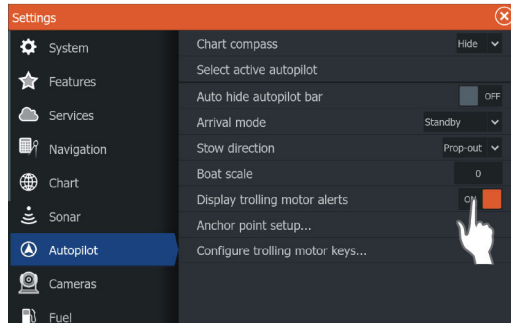 Settings
System
Features
Services
Navigation
Chart
Sonar
Autopilot
Cameras
Fuel
Chart compass Hide
Select active autopilot
Auto hide autopilot bar OFF
Arrival mode Standby
Stow direction Prop-out
Boat scale 0
Display trolling motor alerts ON
Anchor point setup...
Configure trolling motor keys...